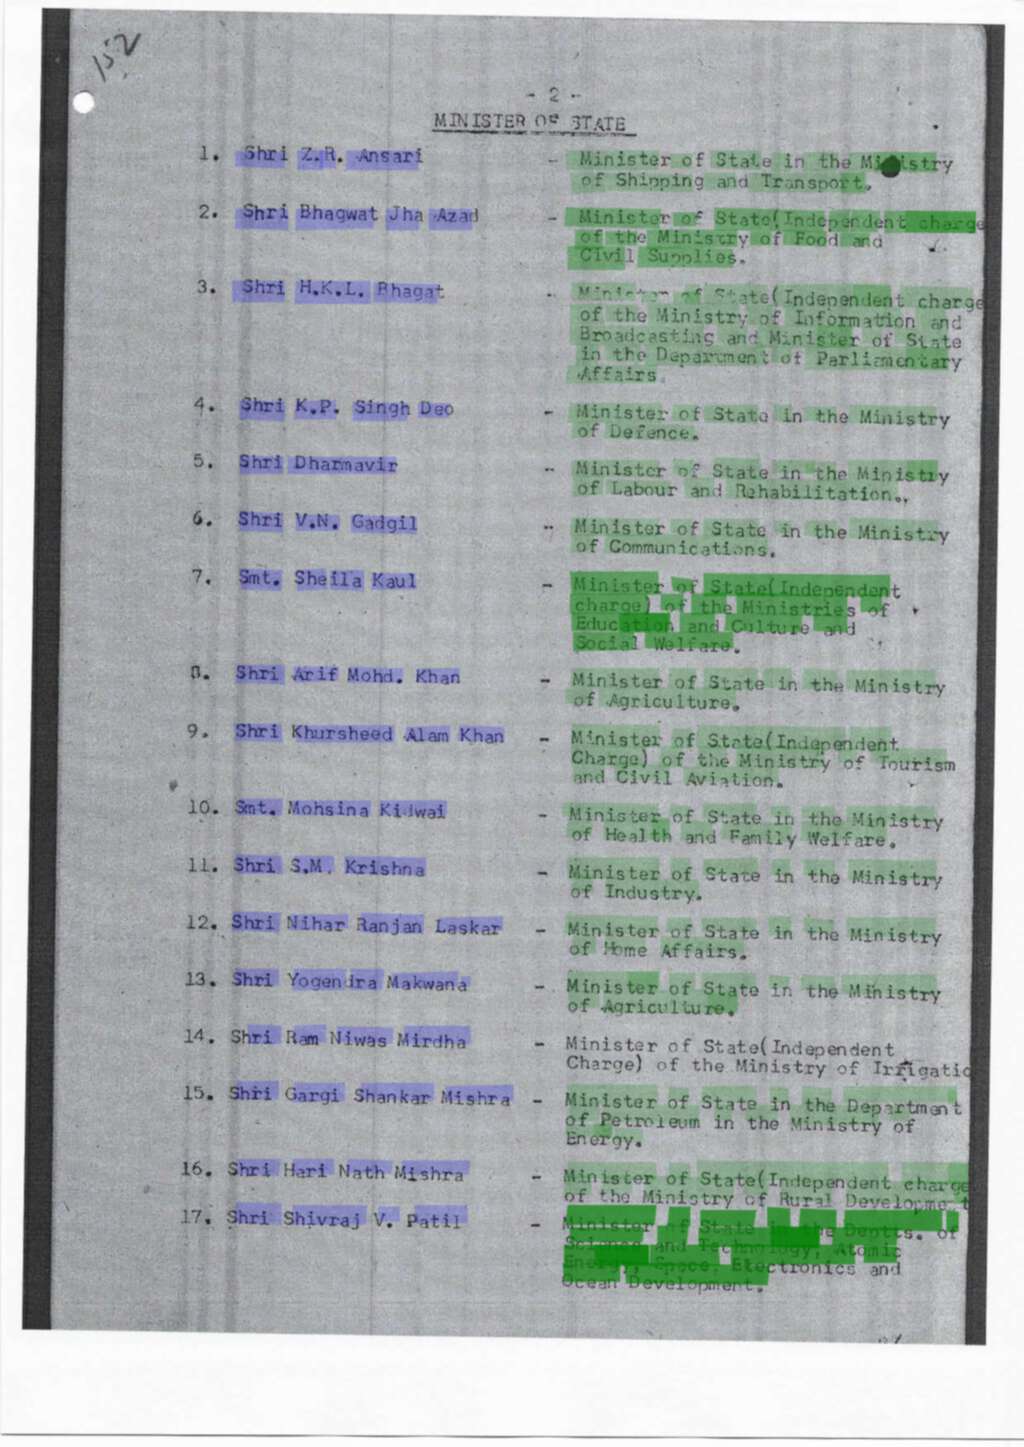 152
- 2 -
MINISTER OF STATE
1. Shri Z.R. Ansari - Minister of State in the Ministry
of Shipping and Transport.
2. Shri Bhagwat Jha Azad - Minister of State(Independent charge
of the Ministry of Food and
Civil Supplies.
3. Shri H.K.L. Bhagat - Minister of State(Independent charge
of the Ministry of Information and
Broadcasting and Minister of State
in the Department of Parliamentary
Affairs.
4. Shri K.P. Singh Deo - Minister of State in the Ministry
of Defence.
5. Shri Dharmavir - Minister of State in the Ministry
of Labour and Rehabilitation.
6. Shri V.N. Gadgil - Minister of State in the Ministry
of Communications.
7. Smt. Sheila Kaul - Minister of State(Independent
charge) of the Ministries of
Education and Culture and
Social Welfare.
8. Shri Arif Mohd. Khan - Minister of State in the Ministry
of Agriculture.
9. Shri Khursheed Alam Khan - Minister of State(Independent
Charge) of the Ministry of Tourism
and Civil Aviation.
10. Smt. Mohsina Kidwai - Minister of State in the Ministry
of Health and Family Welfare.
11. Shri S.M. Krishna - Minister of State in the Ministry
of Industry.
12. Shri Nihar Ranjan Laskar - Minister of State in the Ministry
of Home Affairs.
13. Shri Yogendra Makwana - Minister of State in the Ministry
of Agriculture.
14. Shri Ram Niwas Mirdha - Minister of State(Independent
Charge) of the Ministry of Irrigatio
15. Shri Gargi Shankar Mishra - Minister of State in the Department
of Petroleum in the Ministry of
Energy.
16. Shri Hari Nath Mishra - Minister of State(Independent charge
of the Ministry of Rural Development
17. Shri Shivraj V. Patil - Minister of State in the Deptts. of
Science and Technology, Atomic
Energy, Space, Electronics and
Ocean Development.